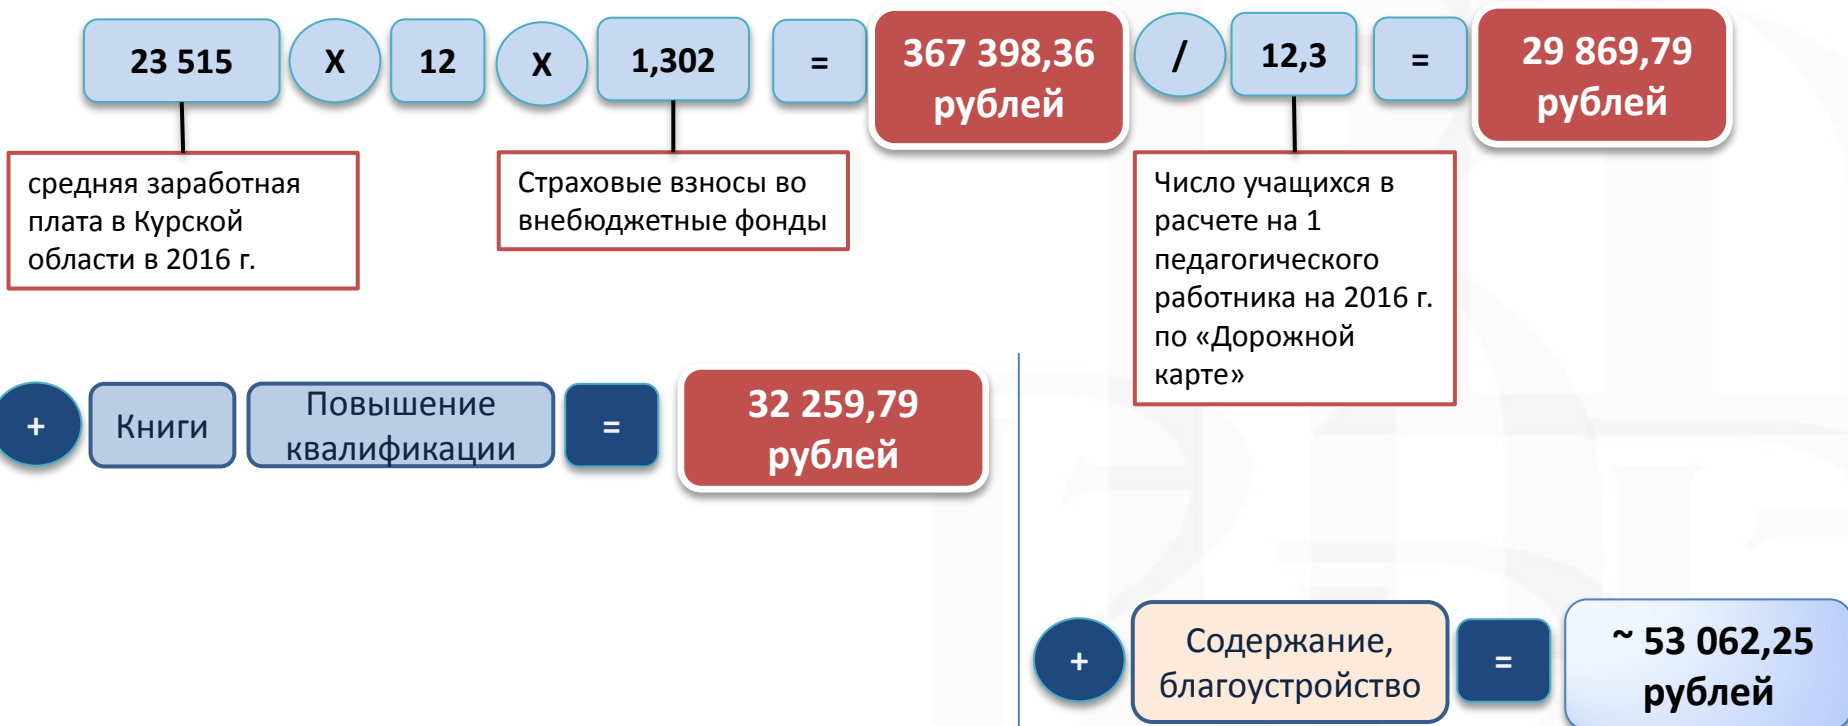 23 515 X 12 X 1,302 = 367 398,36 рублей / 12,3 = 29 869,79 рублей
средняя заработная
плата в Курской
области в 2016 г.
Страховые взносы во
внебюджетные фонды
Число учащихся в
расчете на 1
педагогического
работника на 2016 г.
по «Дорожной
карте»
+ Книги Повышение квалификации = 32 259,79 рублей
+ Содержание, благоустройство = ~ 53 062,25 рублей